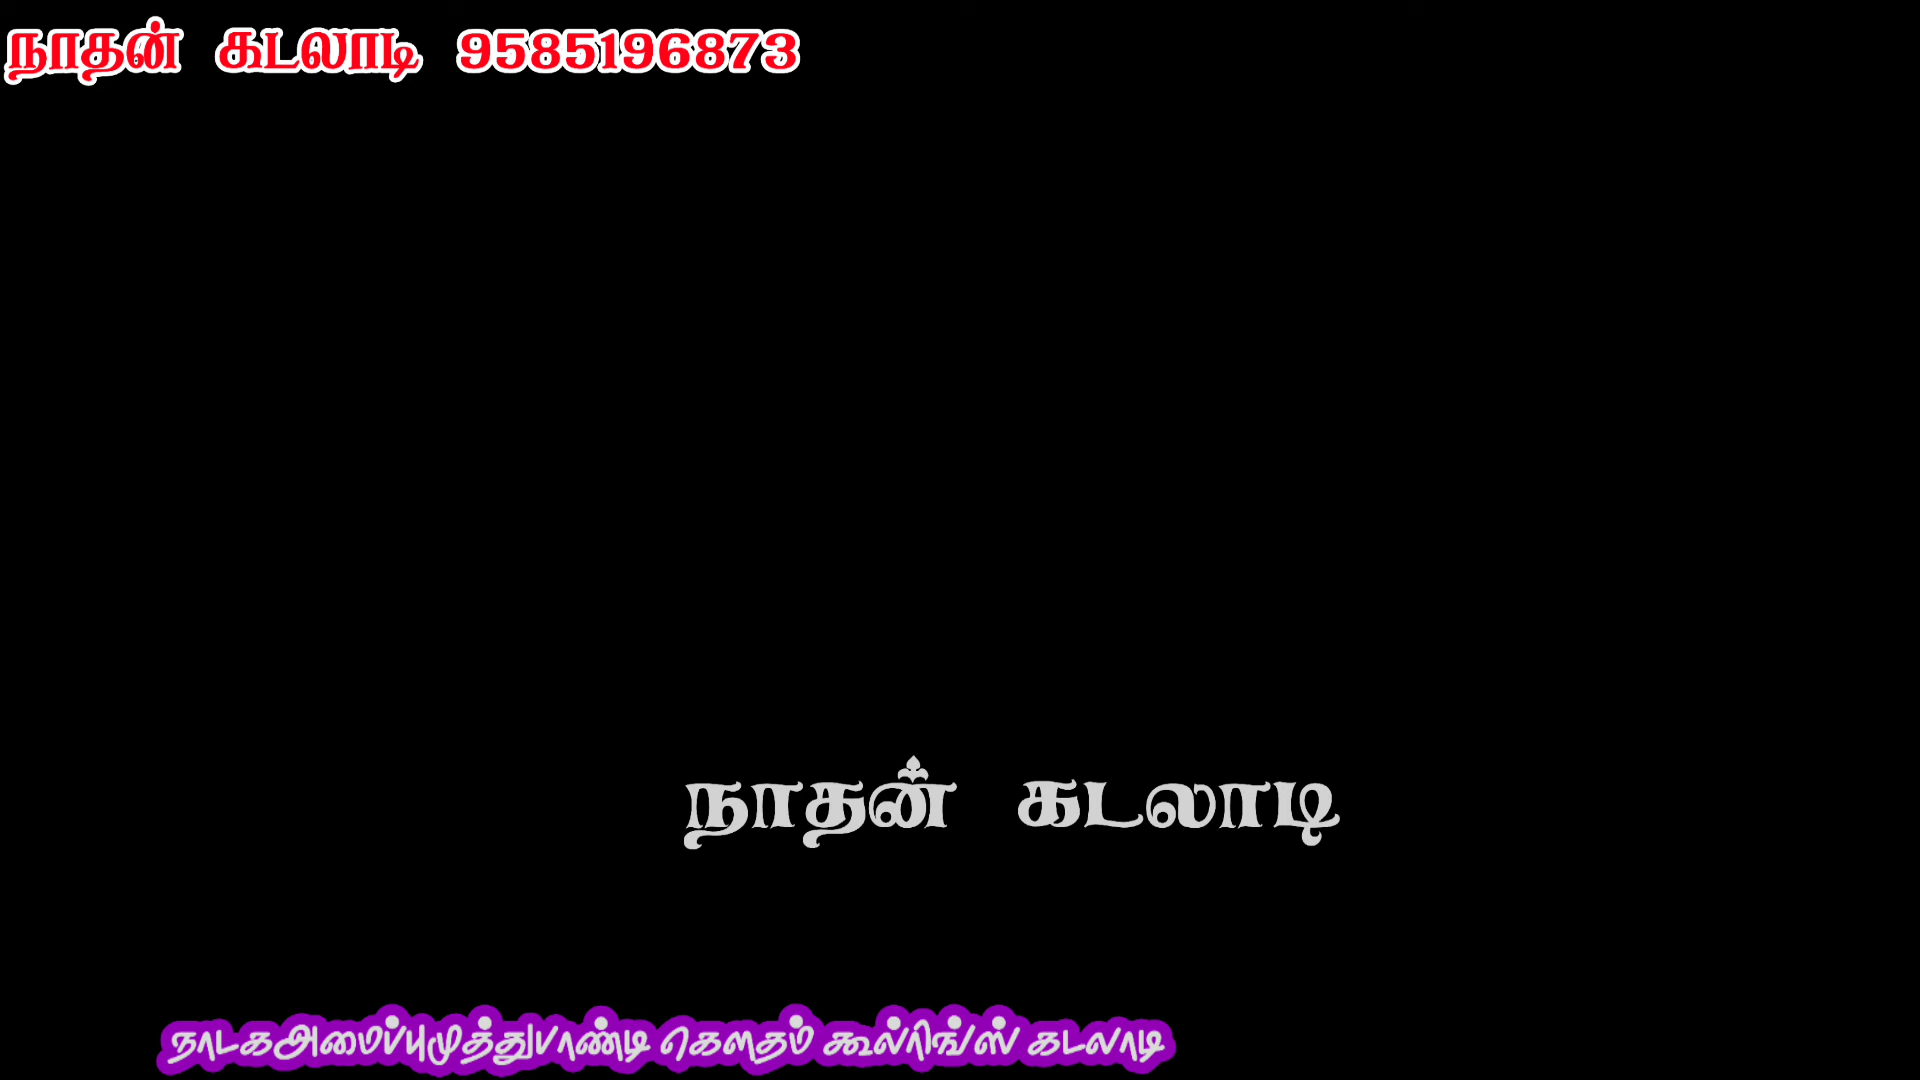 நாதன் கடலாடி 9585196873
நாதன் கடலாடி
நாடகஅமைப்புமுத்துபாண்டி கௌதம் கூல்ரிங்ஸ் கடலாடி